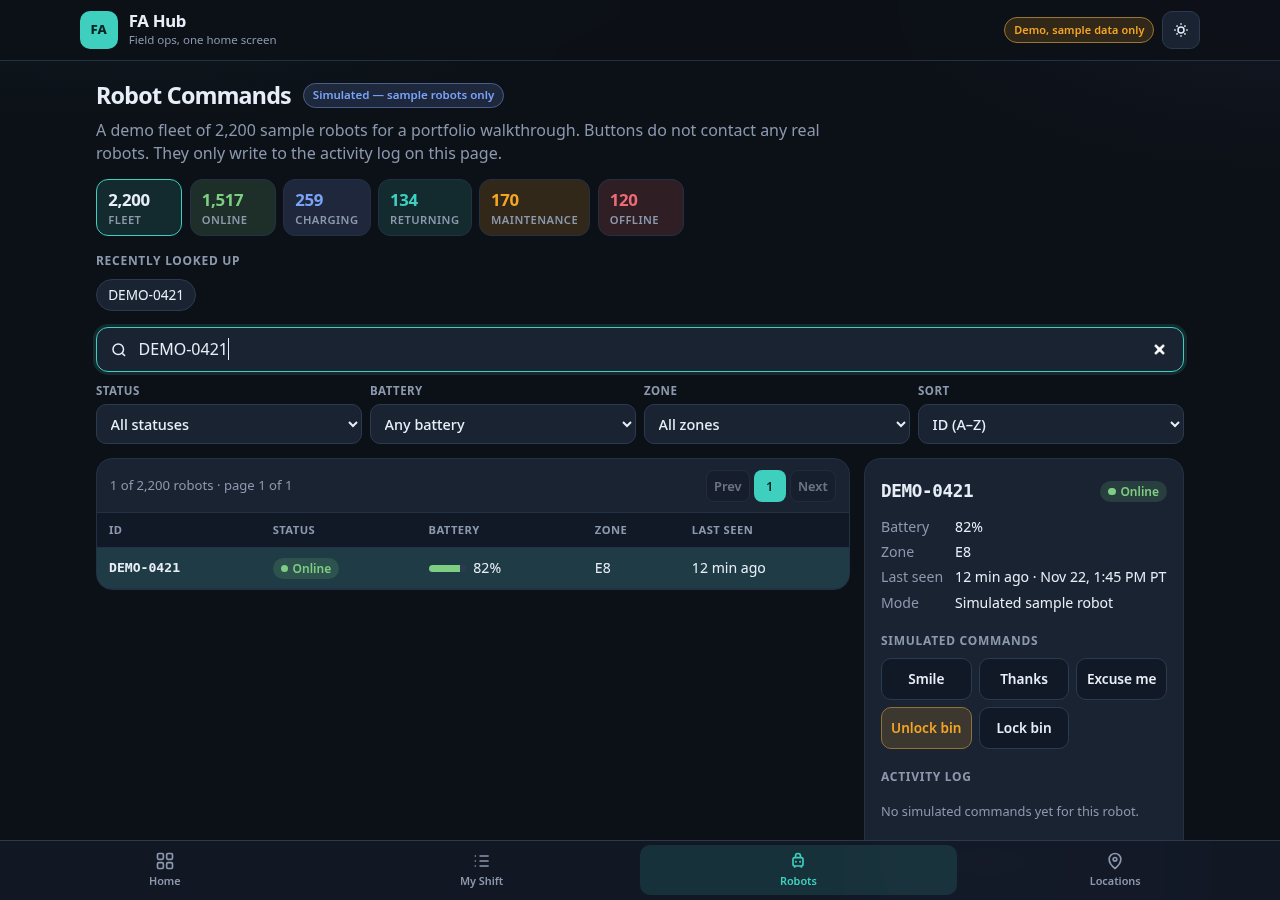 FA
FA Hub
Field ops, one home screen
Demo, sample data only
Robot Commands
Simulated — sample robots only
A demo fleet of 2,200 sample robots for a portfolio walkthrough. Buttons do not contact any real
robots. They only write to the activity log on this page.
2,200
FLEET
1,517
ONLINE
259
CHARGING
134
RETURNING
170
MAINTENANCE
120
OFFLINE
RECENTLY LOOKED UP
DEMO-0421
DEMO-0421
STATUS
BATTERY
ZONE
SORT
All statuses
Any battery
All zones
ID (A–Z)
1 of 2,200 robots · page 1 of 1
Prev
1
Next
ID
STATUS
BATTERY
ZONE
LAST SEEN
DEMO-0421
Online
82%
E8
12 min ago
DEMO-0421
Online
Battery 82%
Zone E8
Last seen 12 min ago · Nov 22, 1:45 PM PT
Mode Simulated sample robot
SIMULATED COMMANDS
Smile
Thanks
Excuse me
Unlock bin
Lock bin
ACTIVITY LOG
No simulated commands yet for this robot.
Home
My Shift
Robots
Locations